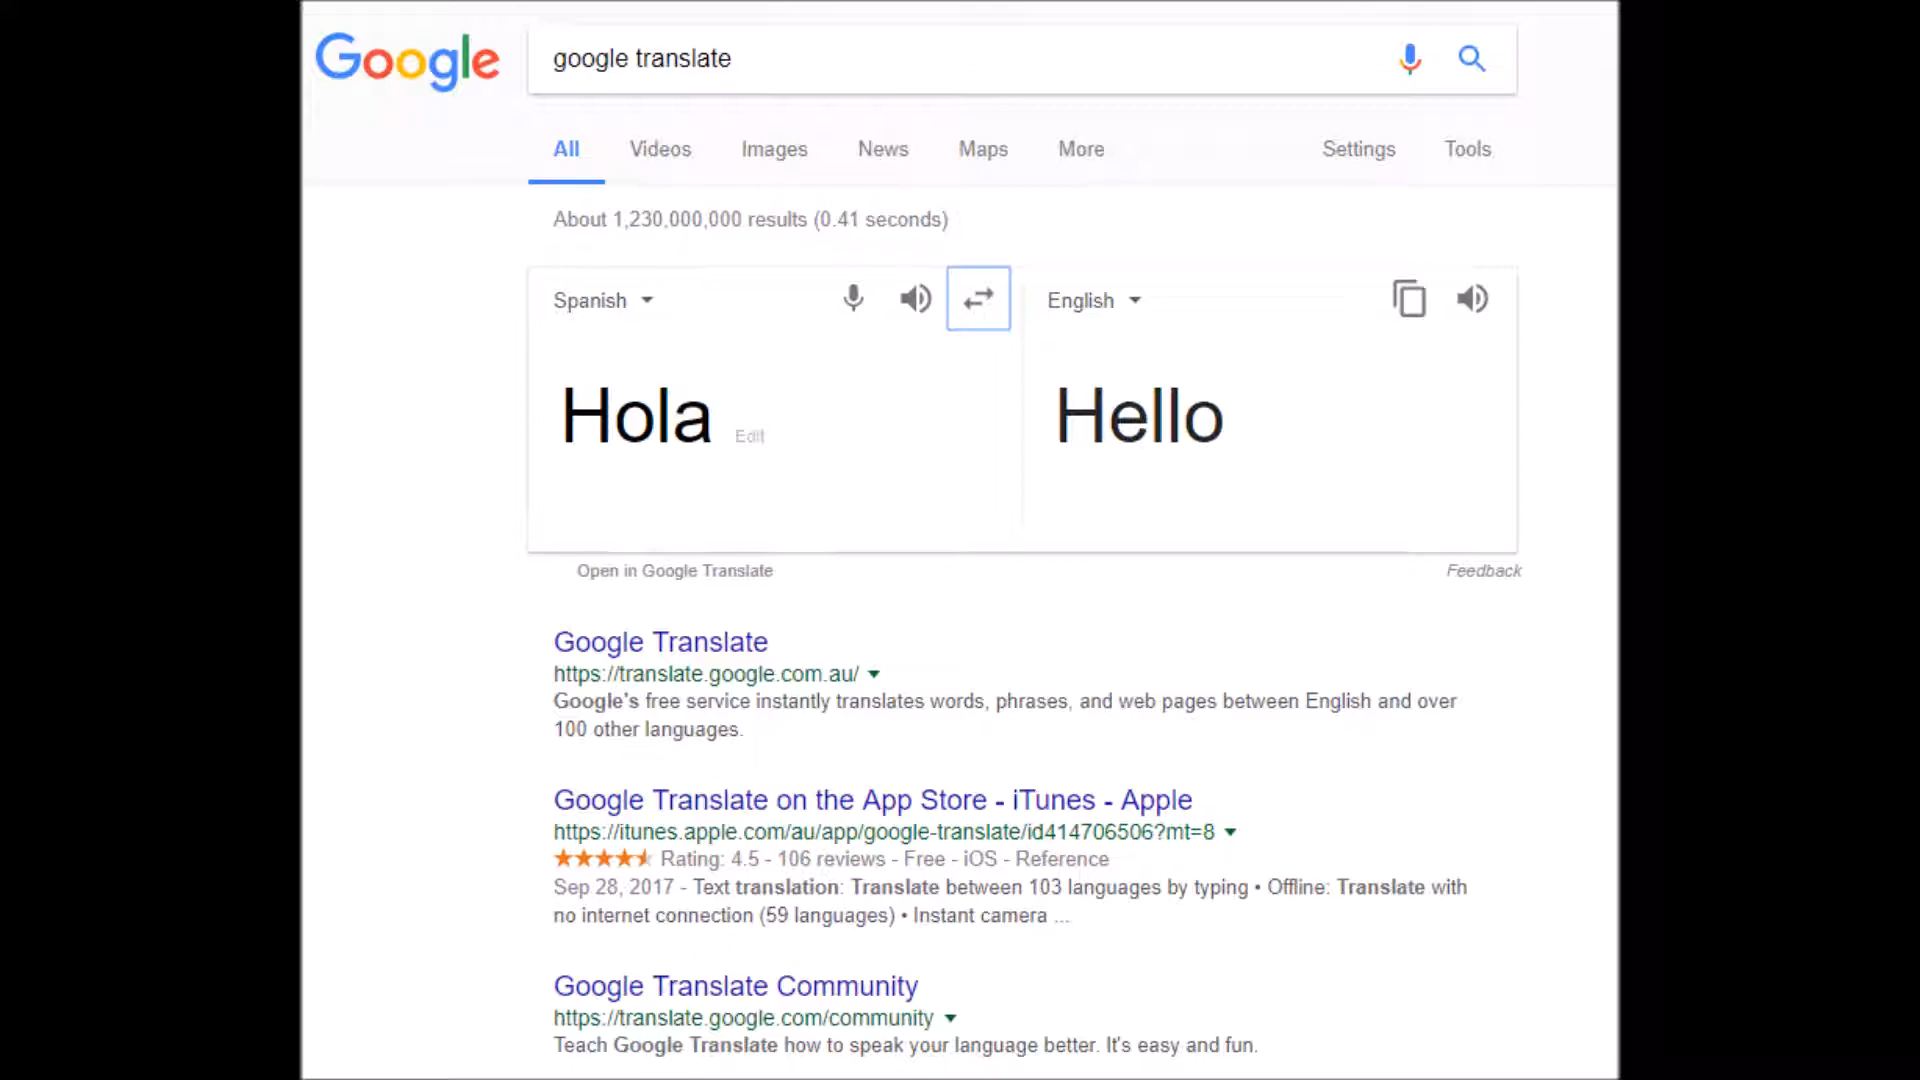 Google
google translate
All Videos Images News Maps More Settings Tools
About 1,230,000,000 results (0.41 seconds)
Spanish
English
Hola Edit
Hello
Open in Google Translate
Feedback
Google Translate
https://translate.google.com.au/
Google's free service instantly translates words, phrases, and web pages between English and over
100 other languages.
Google Translate on the App Store - iTunes - Apple
https://itunes.apple.com/au/app/google-translate/id414706506?mt=8
Rating: 4.5 - 106 reviews - Free - iOS - Reference
Sep 28, 2017 - Text translation: Translate between 103 languages by typing • Offline: Translate with
no internet connection (59 languages) • Instant camera ...
Google Translate Community
https://translate.google.com/community
Teach Google Translate how to speak your language better. It's easy and fun.